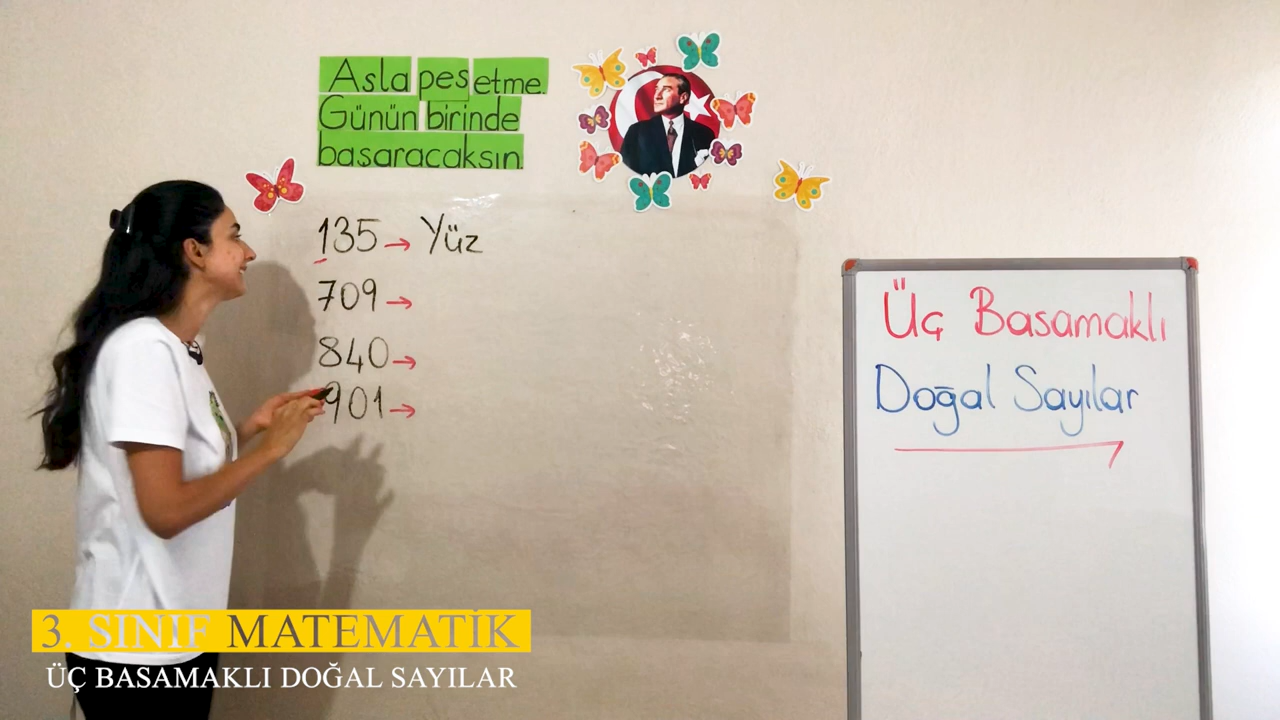 Asla pes etme.
Günün birinde
başaracaksın.
135 → Yüz
709 →
840 →
901 →
Üç Basamaklı
Doğal Sayılar
3. SINIF MATEMATİK
ÜÇ BASAMAKLI DOĞAL SAYILAR